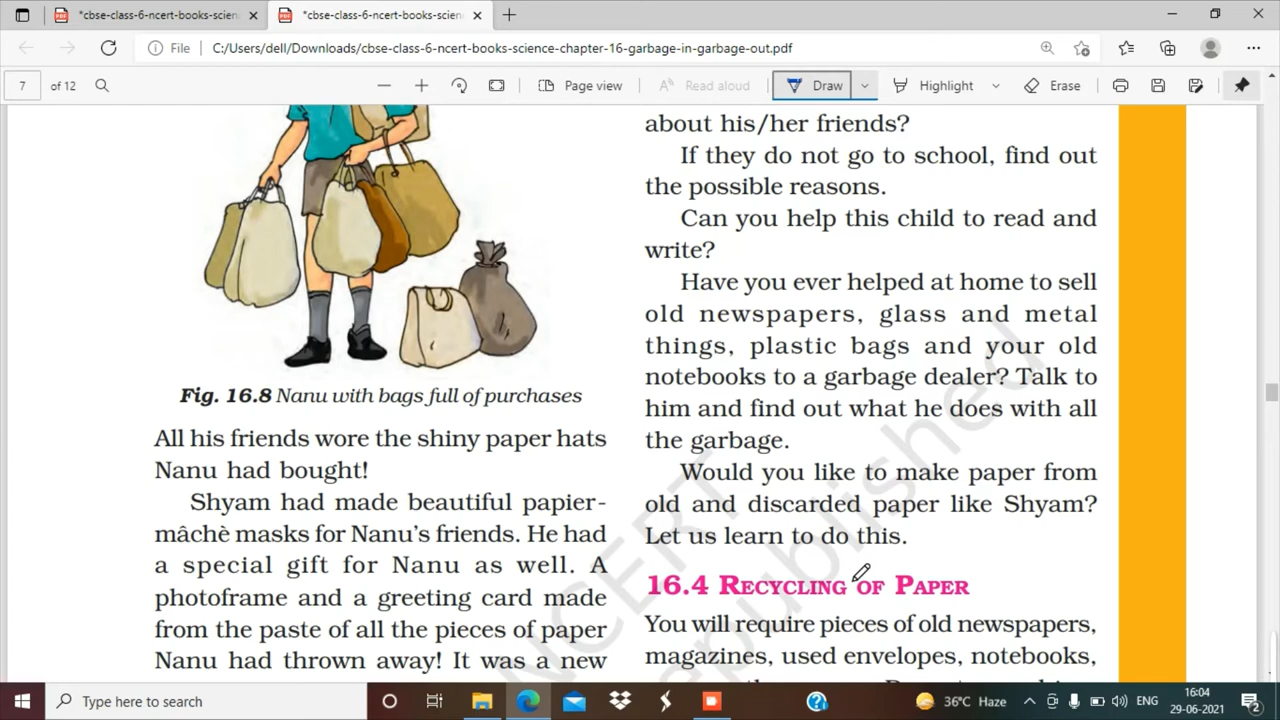 *cbse-class-6-ncert-books-scien
*cbse-class-6-ncert-books-scien
File
C:/Users/dell/Downloads/cbse-class-6-ncert-books-science-chapter-16-garbage-in-garbage-out.pdf
7 of 12
Page view
Read aloud
Draw
Highlight
Erase
Fig. 16.8 Nanu with bags full of purchases
All his friends wore the shiny paper hats
Nanu had bought!
Shyam had made beautiful papier-
mâchè masks for Nanu's friends. He had
a special gift for Nanu as well. A
photoframe and a greeting card made
from the paste of all the pieces of paper
Nanu had thrown away! It was a new
about his/her friends?
If they do not go to school, find out
the possible reasons.
Can you help this child to read and
write?
Have you ever helped at home to sell
old newspapers, glass and metal
things, plastic bags and your old
notebooks to a garbage dealer? Talk to
him and find out what he does with all
the garbage.
Would you like to make paper from
old and discarded paper like Shyam?
Let us learn to do this.
16.4 Recycling of Paper
You will require pieces of old newspapers,
magazines, used envelopes, notebooks,
NCERT
republished
Type here to search
36°C Haze
ENG
16:04
29-06-2021
2